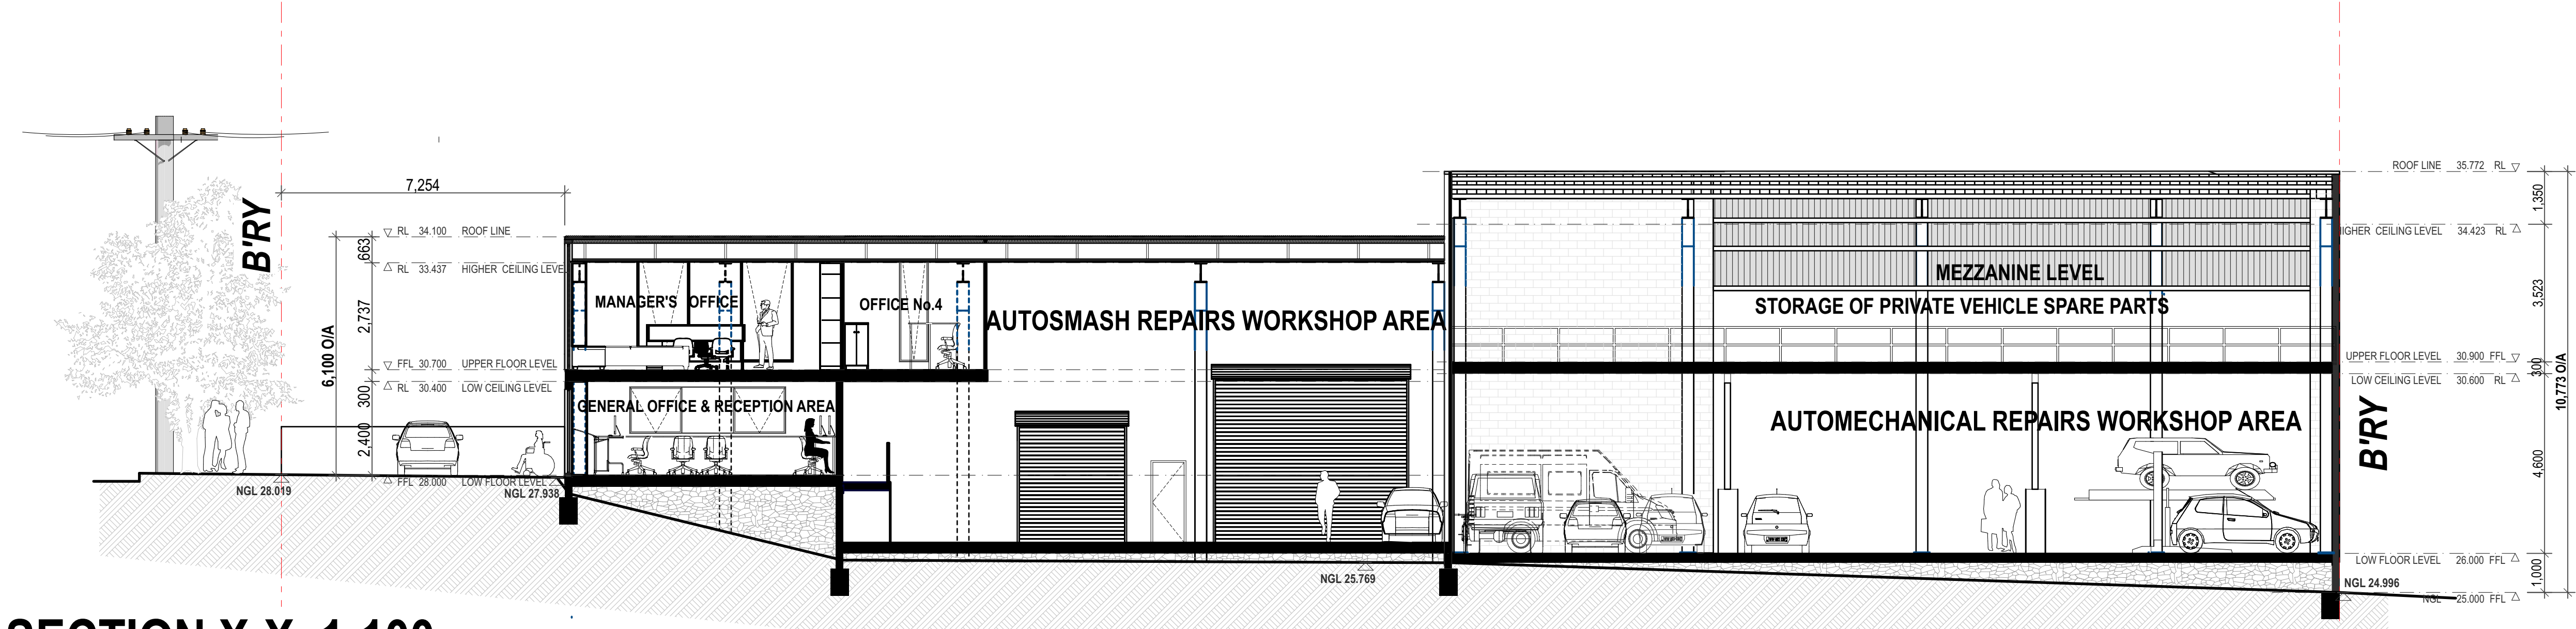 B'RY
7,254
6,100 O/A
663
2,737
300
2,400
RL 34.100 ROOF LINE
RL 33.437 HIGHER CEILING LEVEL
FFL 30.700 UPPER FLOOR LEVEL
RL 30.400 LOW CEILING LEVEL
FFL 28.000 LOW FLOOR LEVEL
NGL 28.019
NGL 27.938
MANAGER'S OFFICE
OFFICE No.4
GENERAL OFFICE & RECEPTION AREA
AUTOSMASH REPAIRS WORKSHOP AREA
NGL 25.769
MEZZANINE LEVEL
STORAGE OF PRIVATE VEHICLE SPARE PARTS
AUTOMECHANICAL REPAIRS WORKSHOP AREA
B'RY
ROOF LINE 35.772 RL
HIGHER CEILING LEVEL 34.423 RL
UPPER FLOOR LEVEL 30.900 FFL
LOW CEILING LEVEL 30.600 RL
LOW FLOOR LEVEL 26.000 FFL
NGL 24.996
NGL 25.000 FFL
1,350
3,523
300
4,600
1,000
10,773 O/A
SECTION X-X 1-100